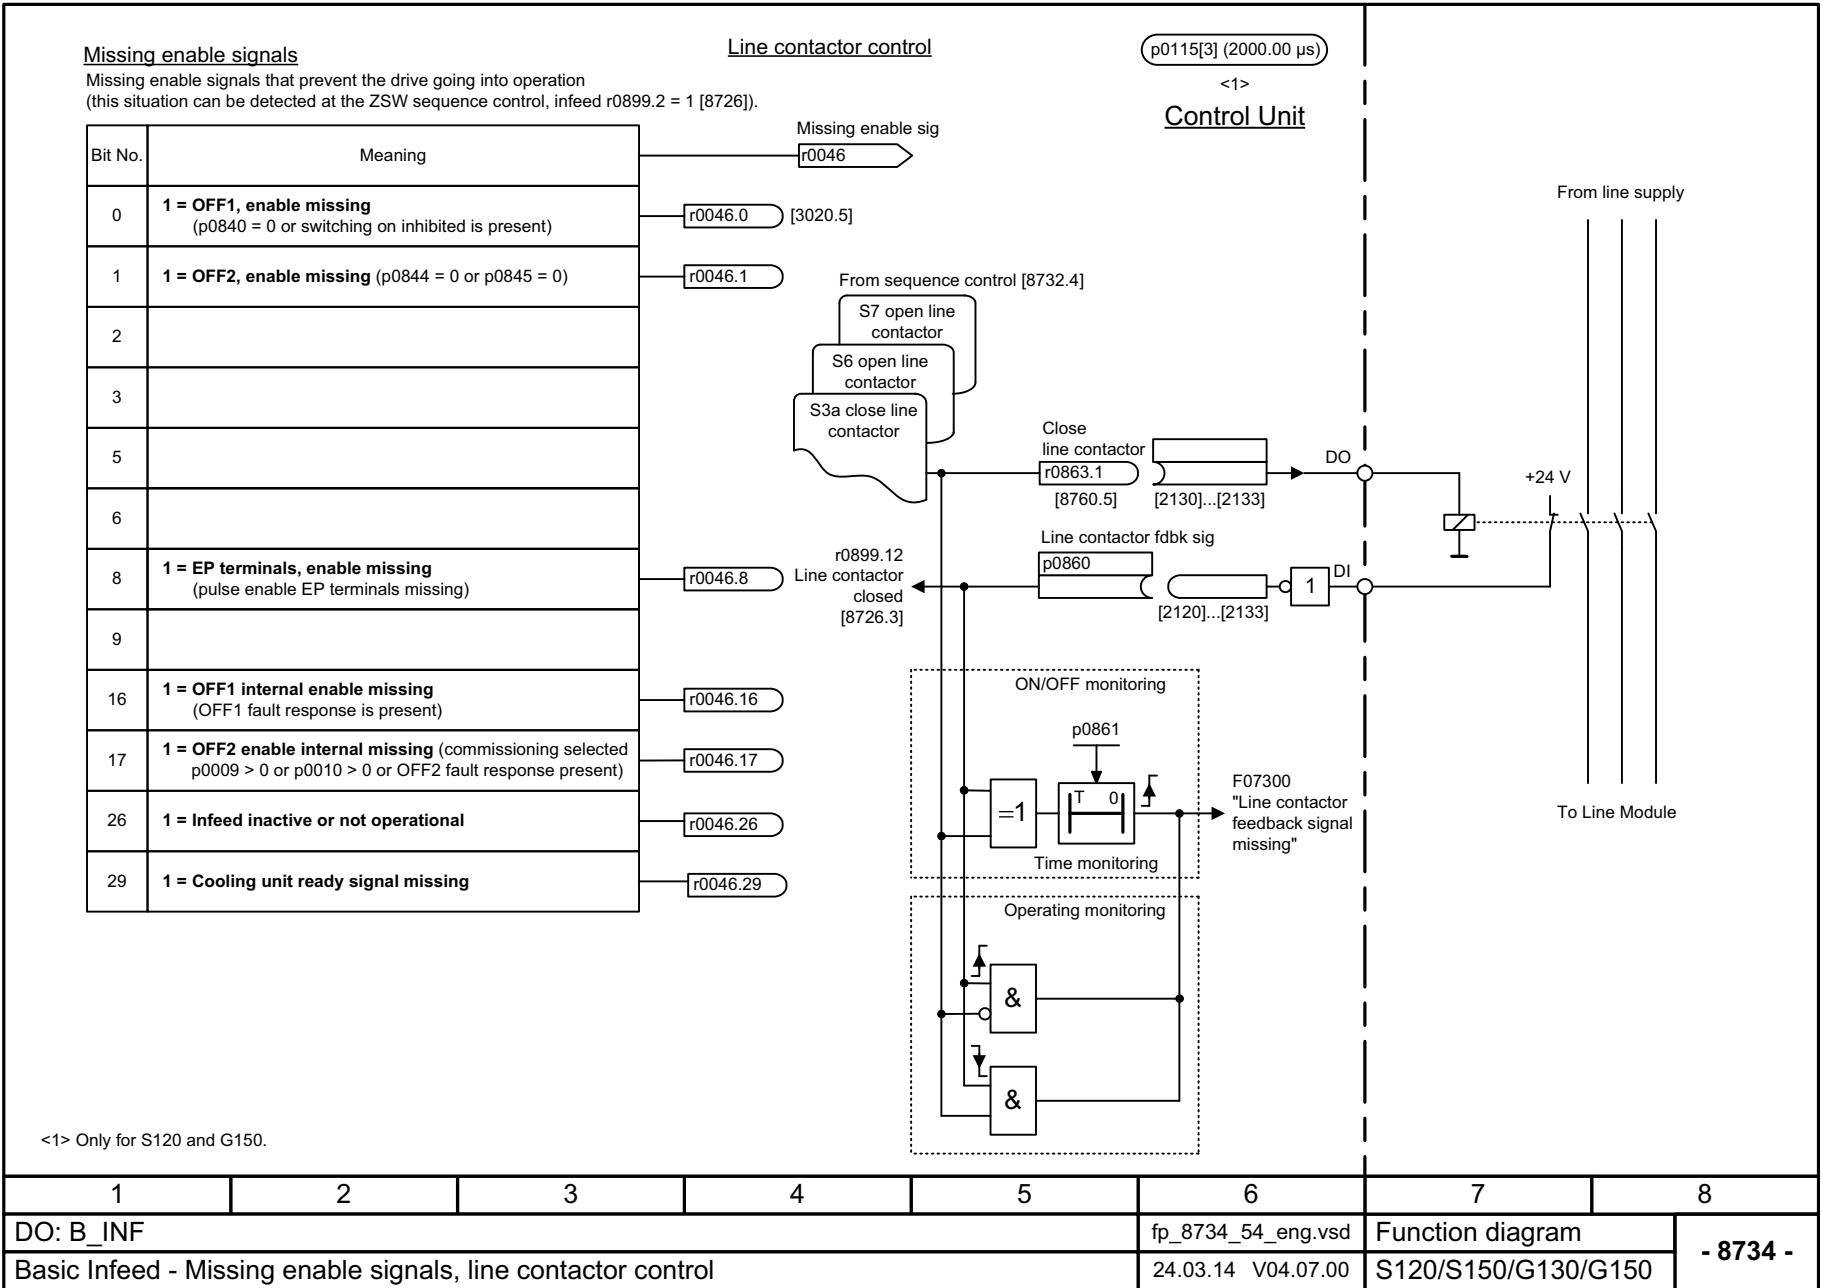 Missing enable signals
Missing enable signals that prevent the drive going into operation
(this situation can be detected at the ZSW sequence control, infeed r0899.2 = 1 [8726]).
Line contactor control
p0115[3] (2000.00 µs)
<1>
Control Unit
Bit No.
Meaning
Missing enable sig
r0046
0
1 = OFF1, enable missing
(p0840 = 0 or switching on inhibited is present)
r0046.0
[3020.5]
1
1 = OFF2, enable missing (p0844 = 0 or p0845 = 0)
r0046.1
2
3
5
6
8
1 = EP terminals, enable missing
(pulse enable EP terminals missing)
r0046.8
9
16
1 = OFF1 internal enable missing
(OFF1 fault response is present)
r0046.16
17
1 = OFF2 enable internal missing (commissioning selected
p0009 > 0 or p0010 > 0 or OFF2 fault response present)
r0046.17
26
1 = Infeed inactive or not operational
r0046.26
29
1 = Cooling unit ready signal missing
r0046.29
From sequence control [8732.4]
S7 open line
contactor
S6 open line
contactor
S3a close line
contactor
Close
line contactor
r0863.1
[8760.5]
[2130]...[2133]
DO
Line contactor fdbk sig
p0860
[2120]...[2133]
1
DI
r0899.12
Line contactor
closed
[8726.3]
From line supply
+24 V
To Line Module
ON/OFF monitoring
p0861
=1
T 0
Time monitoring
F07300
"Line contactor
feedback signal
missing"
Operating monitoring
&
&
<1> Only for S120 and G150.
1 2 3 4 5 6 7 8
DO: B_INF
fp_8734_54_eng.vsd
Function diagram
- 8734 -
Basic Infeed - Missing enable signals, line contactor control
24.03.14 V04.07.00
S120/S150/G130/G150